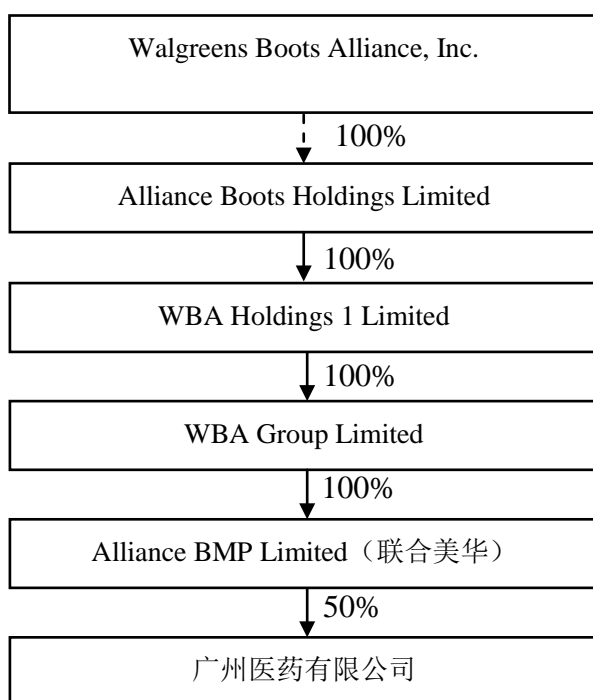 Walgreens Boots Alliance, Inc.
100%
Alliance Boots Holdings Limited
100%
WBA Holdings 1 Limited
100%
WBA Group Limited
100%
Alliance BMP Limited（联合美华）
50%
广州医药有限公司